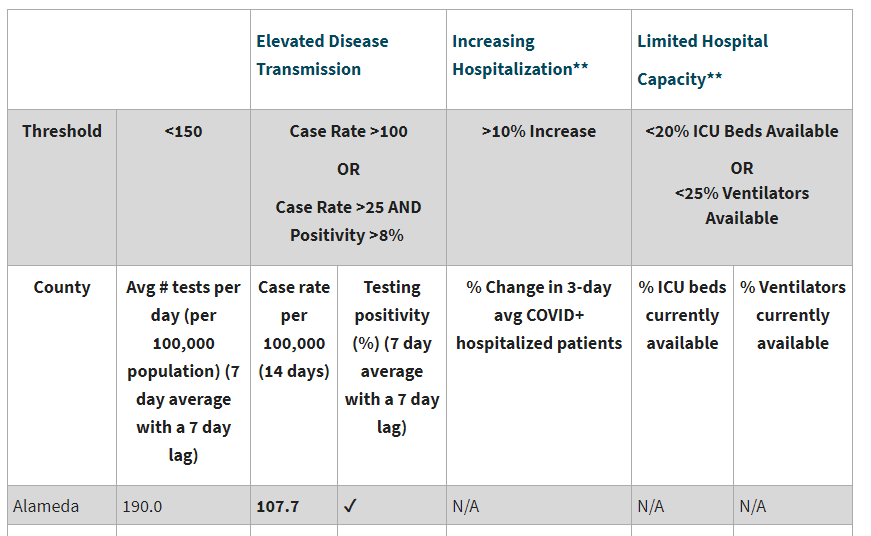 Elevated Disease
Transmission
Increasing
Hospitalization**
Limited Hospital
Capacity**
Threshold
<150
Case Rate >100
OR
Case Rate >25 AND
Positivity >8%
>10% Increase
<20% ICU Beds Available
OR
<25% Ventilators
Available
County
Avg # tests per
day (per
100,000
population) (7
day average
with a 7 day
lag)
Case rate
per
100,000
(14 days)
Testing
positivity
(%) (7 day
average
with a 7 day
lag)
% Change in 3-day
avg COVID+
hospitalized patients
% ICU beds
currently
available
% Ventilators
currently
available
Alameda
190.0
107.7
✓
N/A
N/A
N/A